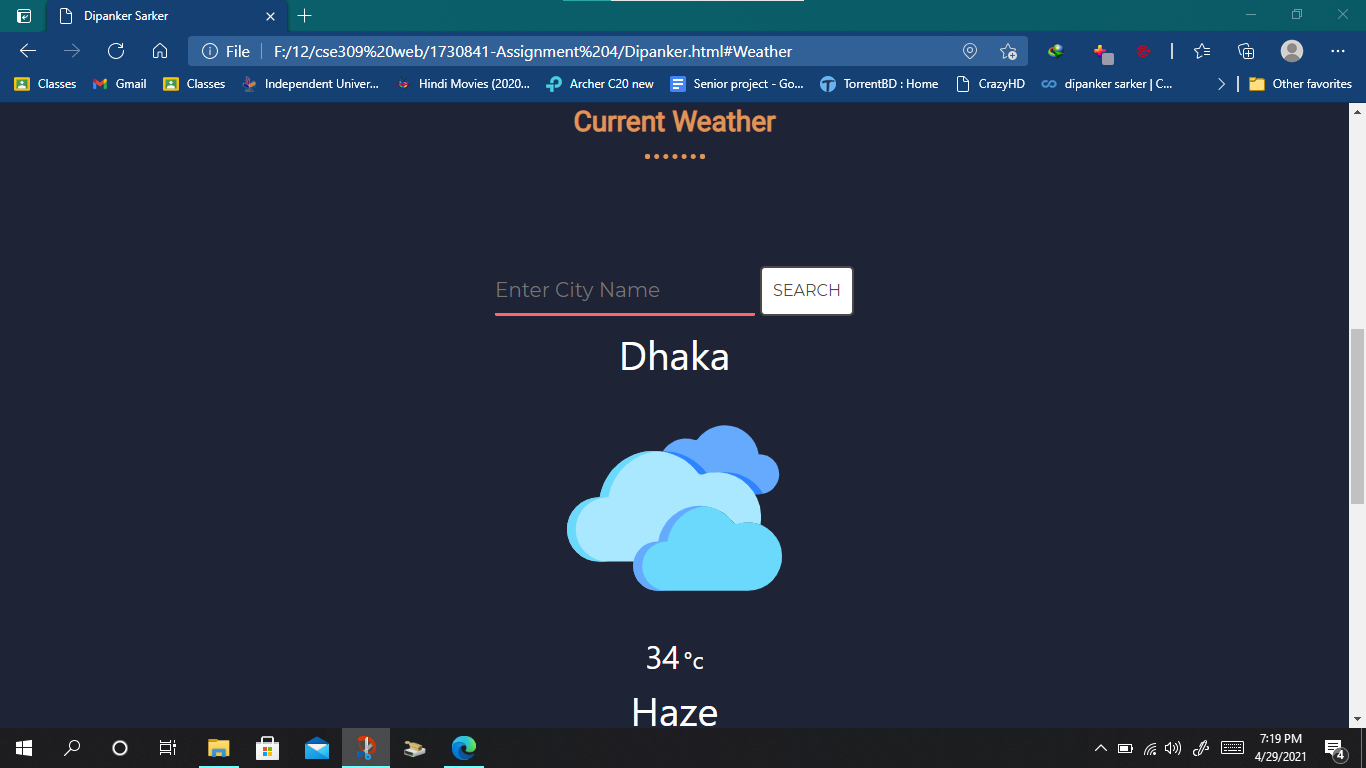 Dipanker Sarker
File
F:/12/cse309%20web/1730841-Assignment%204/Dipanker.html#Weather
Classes
Gmail
Classes
Independent Univer...
Hindi Movies (2020...
Archer C20 new
Senior project - Go...
TorrentBD : Home
CrazyHD
dipanker sarker | C...
Other favorites
Current Weather
Enter City Name
SEARCH
Dhaka
34 °c
Haze
7:19 PM
4/29/2021
4